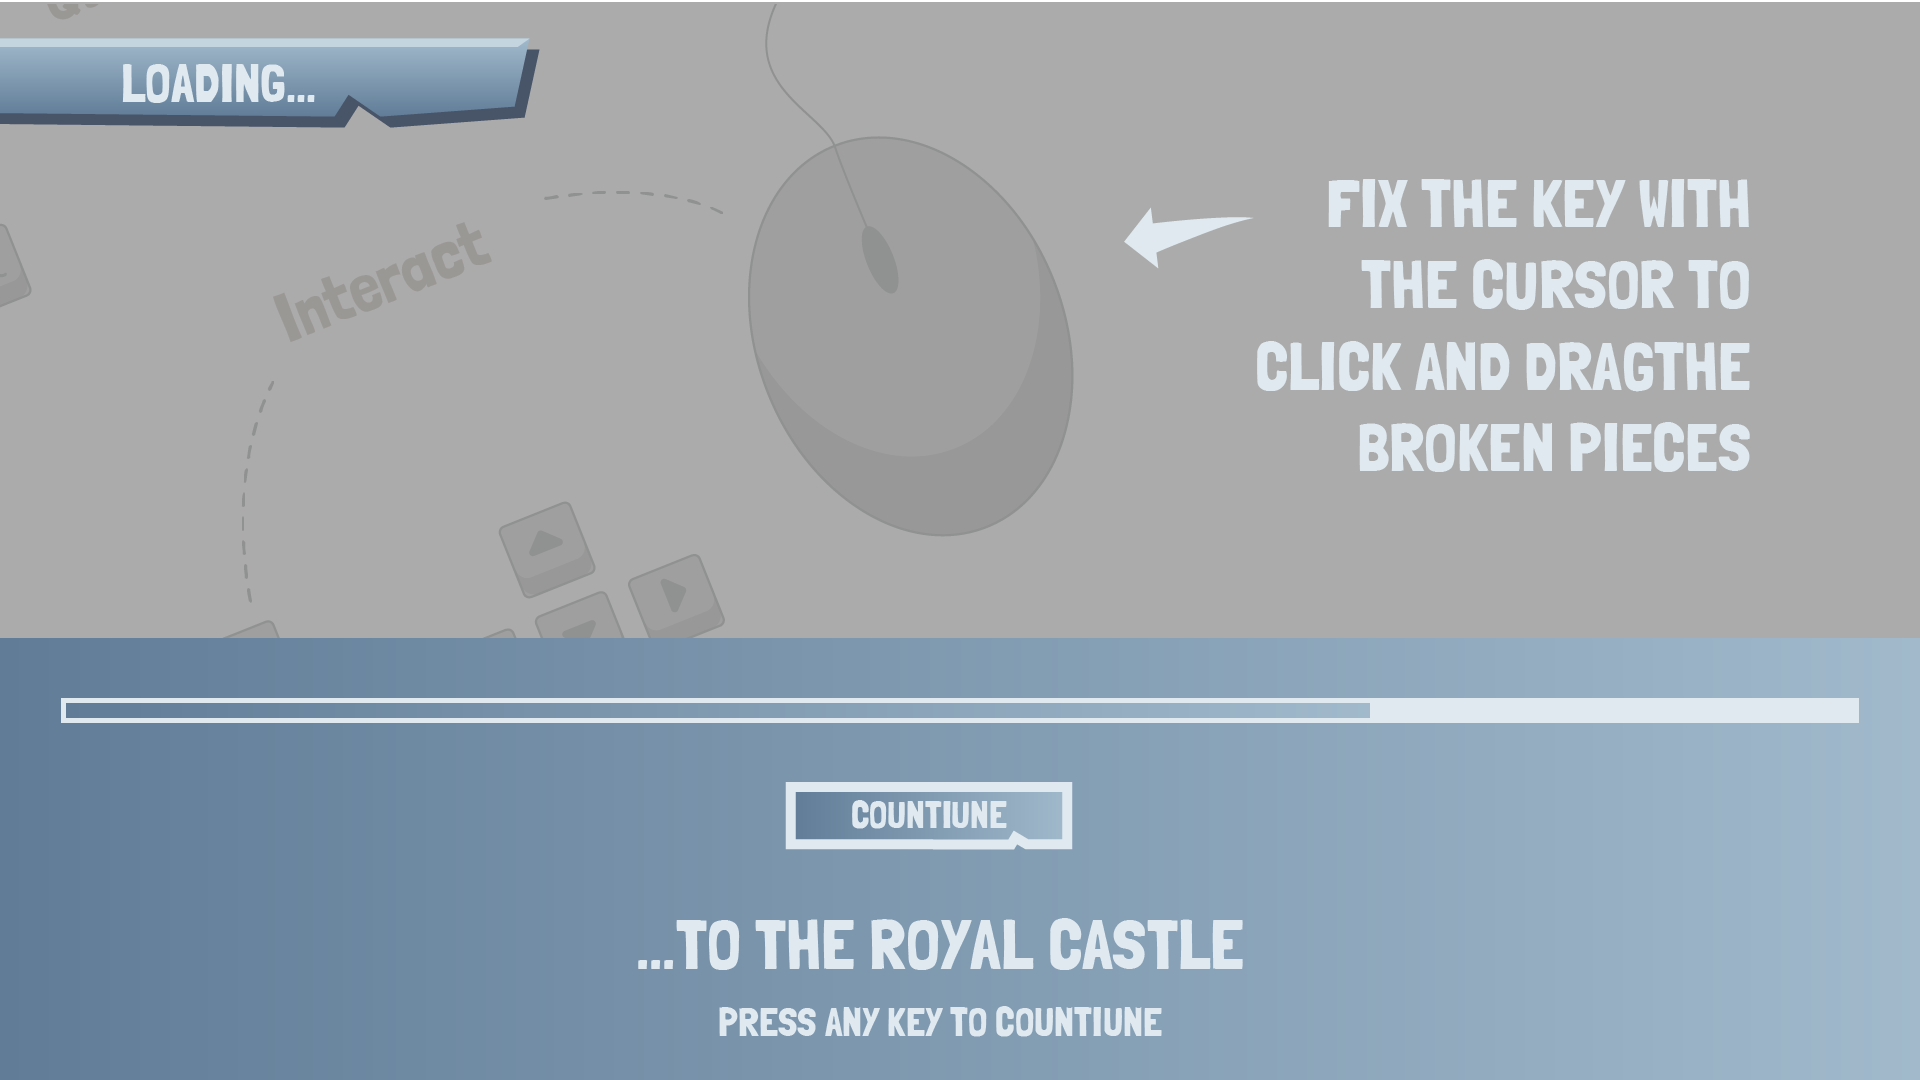 LOADING...
Interact
FIX THE KEY WITH
THE CURSOR TO
CLICK AND DRAGTHE
BROKEN PIECES
COUNTIUNE
...TO THE ROYAL CASTLE
PRESS ANY KEY TO COUNTIUNE